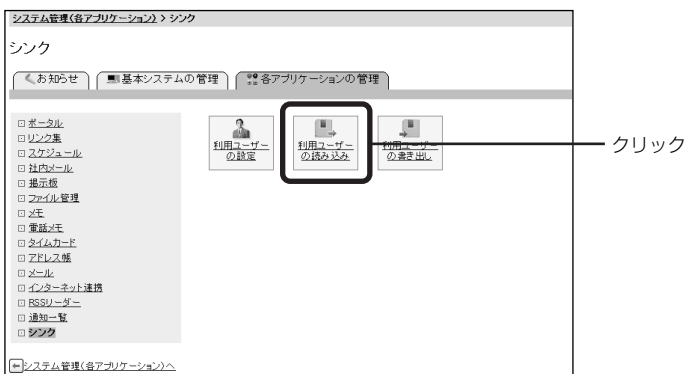 システム管理(各アプリケーション) > シンク
シンク
お知らせ 基本システムの管理 各アプリケーションの管理
ポータル
リンク集
スケジュール
社内メール
掲示板
ファイル管理
メモ
電話メモ
タイムカード
アドレス帳
メール
インターネット連携
RSSリーダー
通知一覧
シンク
利用ユーザー
の設定
利用ユーザー
の読み込み
利用ユーザー
の書き出し
クリック
システム管理(各アプリケーション)へ